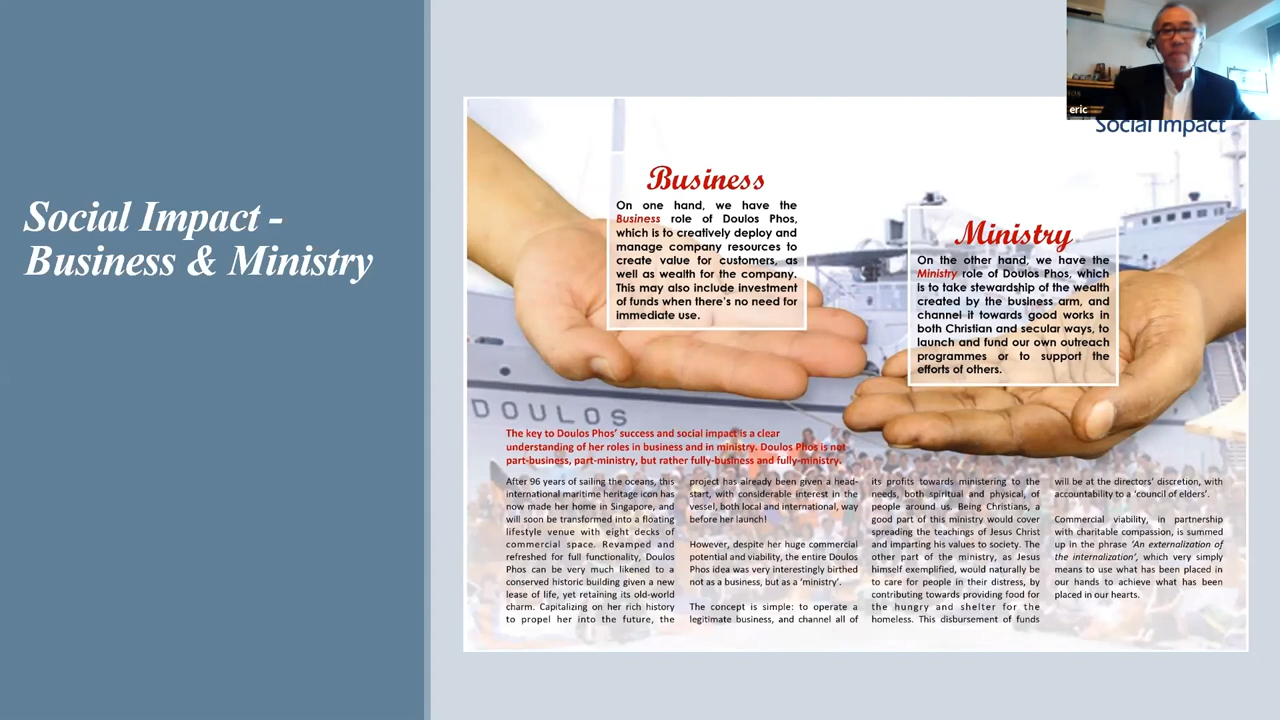 Social Impact -
Business & Ministry
eric
Social Impact
Business
On one hand, we have the
Business role of Doulos Phos,
which is to creatively deploy and
manage company resources to
create value for customers, as
well as wealth for the company.
This may also include investment
of funds when there's no need for
immediate use.
Ministry
On the other hand, we have the
Ministry role of Doulos Phos, which
is to take stewardship of the wealth
created by the business arm, and
channel it towards good works in
both Christian and secular ways, to
launch and fund our own outreach
programmes or to support the
efforts of others.
DOULOS
The key to Doulos Phos' success and social impact is a clear
understanding of her roles in business and in ministry. Doulos Phos is not
part-business, part-ministry, but rather fully-business and fully-ministry.
After 96 years of sailing the oceans, this
international maritime heritage icon has
now made her home in Singapore, and
will soon be transformed into a floating
lifestyle venue with eight decks of
commercial space. Revamped and
refreshed for full functionality, Doulos
Phos can be very much likened to a
conserved historic building given a new
lease of life, yet retaining its old-world
charm. Capitalizing on her rich history
to propel her into the future, the
project has already been given a head-
start, with considerable interest in the
vessel, both local and international, way
before her launch!
However, despite her huge commercial
potential and viability, the entire Doulos
Phos idea was very interestingly birthed
not as a business, but as a 'ministry'.
The concept is simple: to operate a
legitimate business, and channel all of
its profits towards ministering to the
needs, both spiritual and physical, of
people around us. Being Christians, a
good part of this ministry would cover
spreading the teachings of Jesus Christ
and imparting his values to society. The
other part of the ministry, as Jesus
himself exemplified, would naturally be
to care for people in their distress, by
contributing towards providing food for
the hungry and shelter for the
homeless. This disbursement of funds
will be at the directors' discretion, with
accountability to a 'council of elders'.
Commercial viability, in partnership
with charitable compassion, is summed
up in the phrase 'An externalization of
the internalization', which very simply
means to use what has been placed in
our hands to achieve what has been
placed in our hearts.